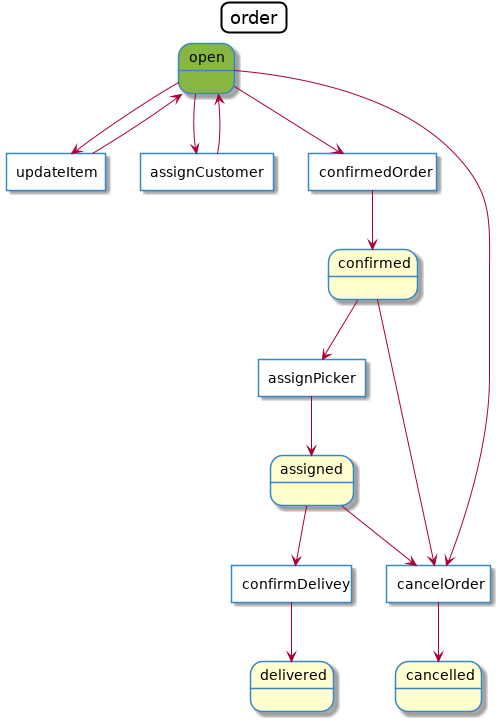 order
open
updateItem
assignCustomer
confirmedOrder
confirmed
assignPicker
assigned
confirmDelivey
cancelOrder
delivered
cancelled